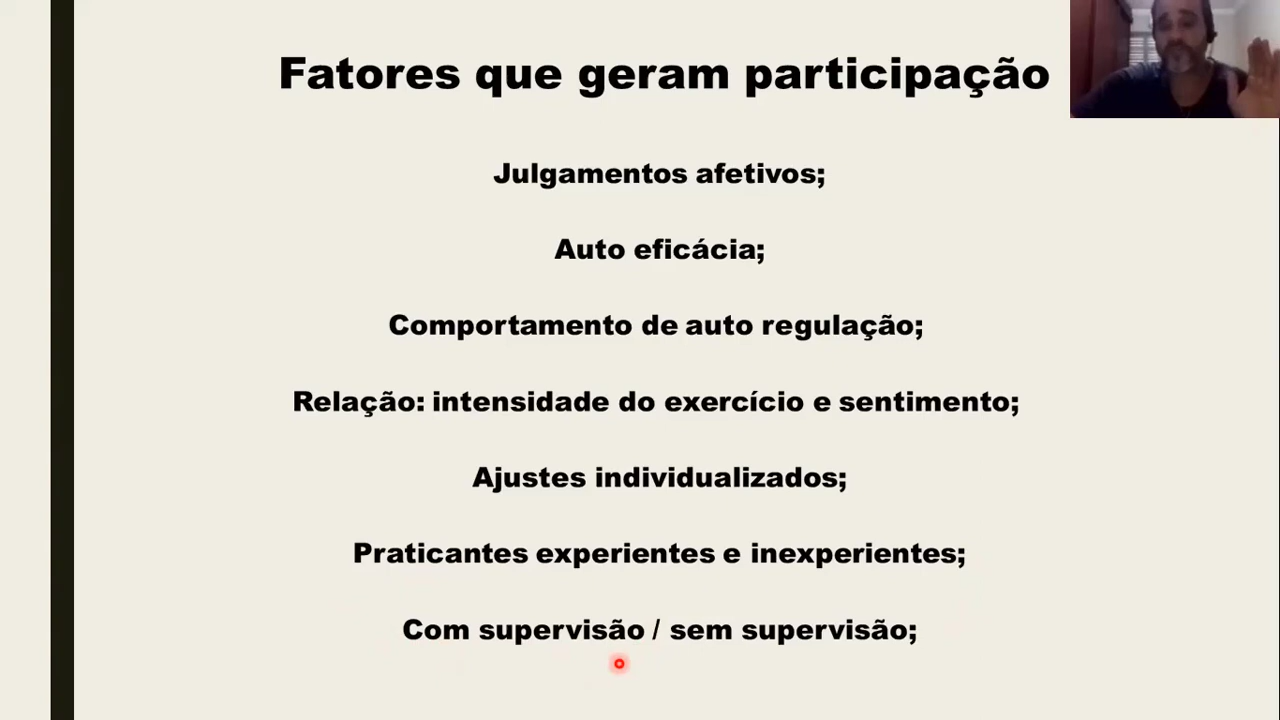 Fatores que geram participação
Julgamentos afetivos;
Auto eficácia;
Comportamento de auto regulação;
Relação: intensidade do exercício e sentimento;
Ajustes individualizados;
Praticantes experientes e inexperientes;
Com supervisão / sem supervisão;